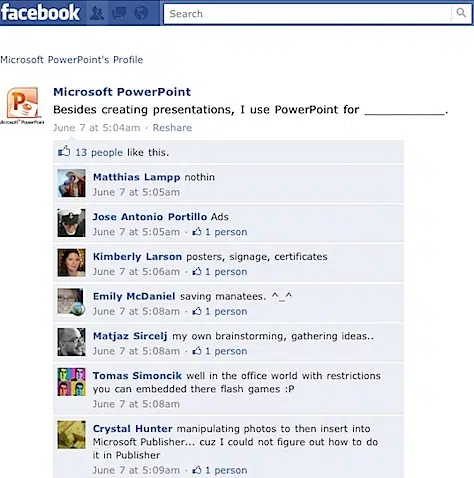 facebook
Search
Microsoft PowerPoint's Profile
Microsoft PowerPoint
Microsoft PowerPoint
Besides creating presentations, I use PowerPoint for ____________.
June 7 at 5:04am · Reshare
13 people like this.
Matthias Lampp nothin
June 7 at 5:05am
Jose Antonio Portillo Ads
June 7 at 5:05am · 1 person
Kimberly Larson posters, signage, certificates
June 7 at 5:06am · 1 person
Emily McDaniel saving manatees. ^_^
June 7 at 5:08am · 1 person
Matjaz Sircelj my own brainstorming, gathering ideas..
June 7 at 5:08am · 1 person
Tomas Simoncik well in the office world with restrictions
you can embedded there flash games :P
June 7 at 5:08am
Crystal Hunter manipulating photos to then insert into
Microsoft Publisher... cuz I could not figure out how to do
it in Publisher
June 7 at 5:09am · 1 person